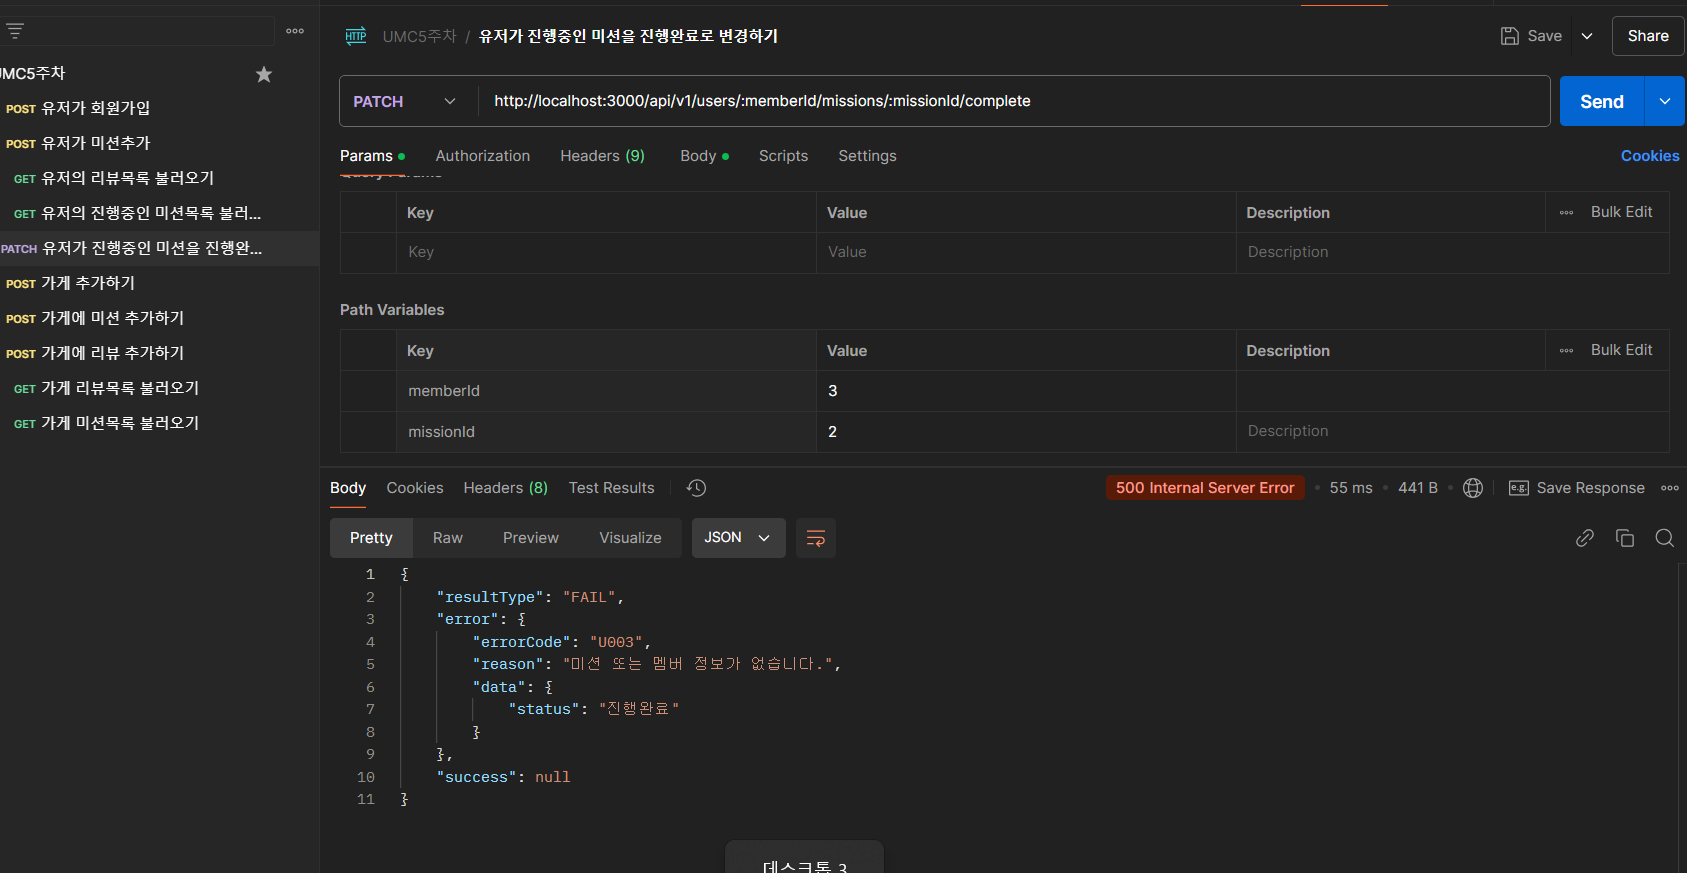 HTTP UMC5주차 / 유저가 진행중인 미션을 진행완료로 변경하기 Save Share
UMC5주차
POST 유저가 회원가입
POST 유저가 미션추가
GET 유저의 리뷰목록 불러오기
GET 유저의 진행중인 미션목록 불러...
PATCH 유저가 진행중인 미션을 진행완...
POST 가게 추가하기
POST 가게에 미션 추가하기
POST 가게에 리뷰 추가하기
GET 가게 리뷰목록 불러오기
GET 가게 미션목록 불러오기
PATCH http://localhost:3000/api/v1/users/:memberId/missions/:missionId/complete Send
Params Authorization Headers (9) Body Scripts Settings Cookies
Query Params
Key Value Description Bulk Edit
Key Value Description
Path Variables
Key Value Description Bulk Edit
memberId 3
missionId 2 Description
Body Cookies Headers (8) Test Results 500 Internal Server Error 55 ms 441 B e.g. Save Response
Pretty Raw Preview Visualize JSON
1 {
2 "resultType": "FAIL",
3 "error": {
4 "errorCode": "U003",
5 "reason": "미션 또는 멤버 정보가 없습니다.",
6 "data": {
7 "status": "진행완료"
8 }
9 },
10 "success": null
11 }
데스크톱 3